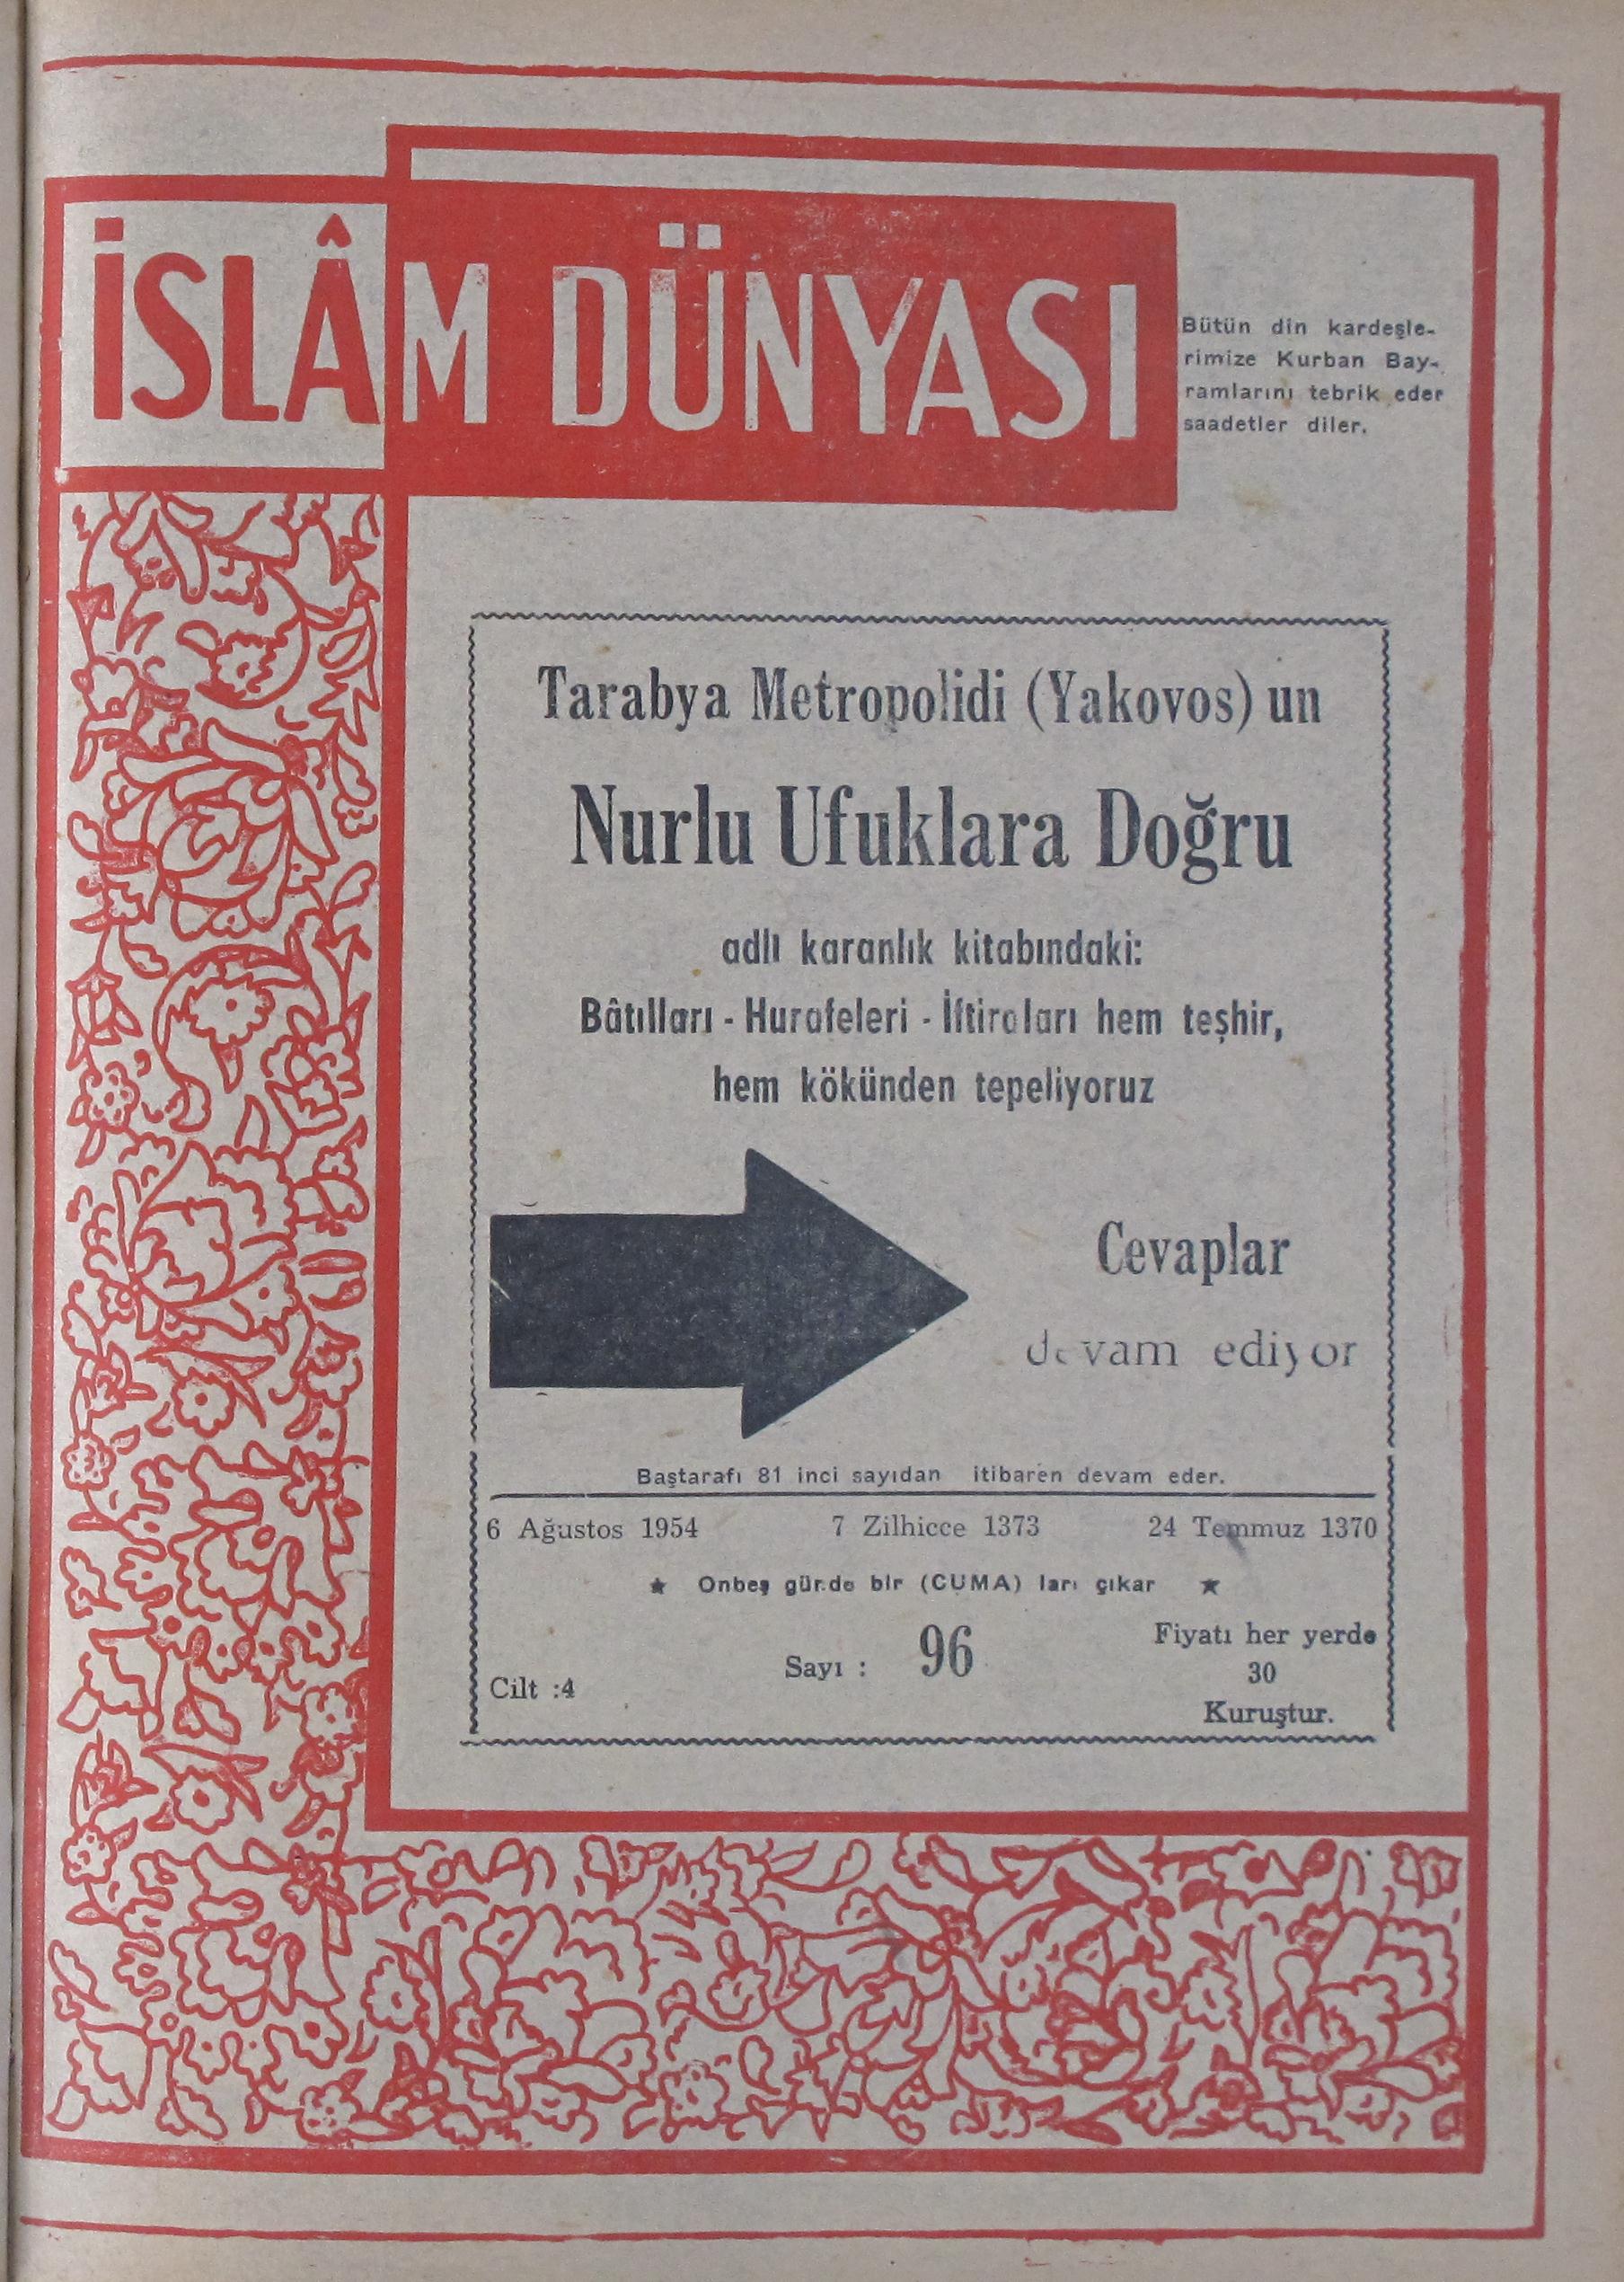 İSLÂM DÜNYASI
Bütün din kardeşle-
rimize Kurban Bay-
ramlarını tebrik eder
saadetler diler.
Tarabya Metropolidi (Yakovos) un
Nurlu Ufuklara Doğru
adlı karanlık kitabındaki:
Bâtılları - Hurafeleri - İftiraları hem teşhir,
hem kökünden tepeliyoruz
Cevaplar
devam ediyor
Baştarafı 81 inci sayıdan itibaren devam eder.
6 Ağustos 1954 7 Zilhicce 1373 24 Temmuz 1370
★ Onbeş günde bir (CUMA) ları çıkar ★
Cilt :4
Sayı : 96
Fiyatı her yerde
30
Kuruştur.